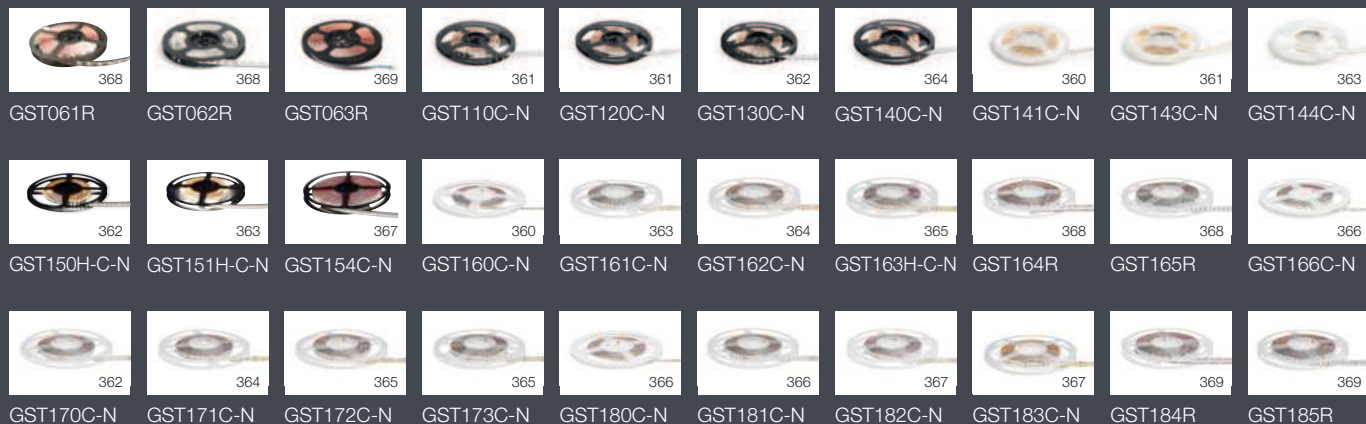 368 368 369 361 361 362 364 360 361 363
GST061R GST062R GST063R GST110C-N GST120C-N GST130C-N GST140C-N GST141C-N GST143C-N GST144C-N
362 363 367 360 363 364 365 368 368 366
GST150H-C-N GST151H-C-N GST154C-N GST160C-N GST161C-N GST162C-N GST163H-C-N GST164R GST165R GST166C-N
362 364 365 365 366 366 367 367 369 369
GST170C-N GST171C-N GST172C-N GST173C-N GST180C-N GST181C-N GST182C-N GST183C-N GST184R GST185R